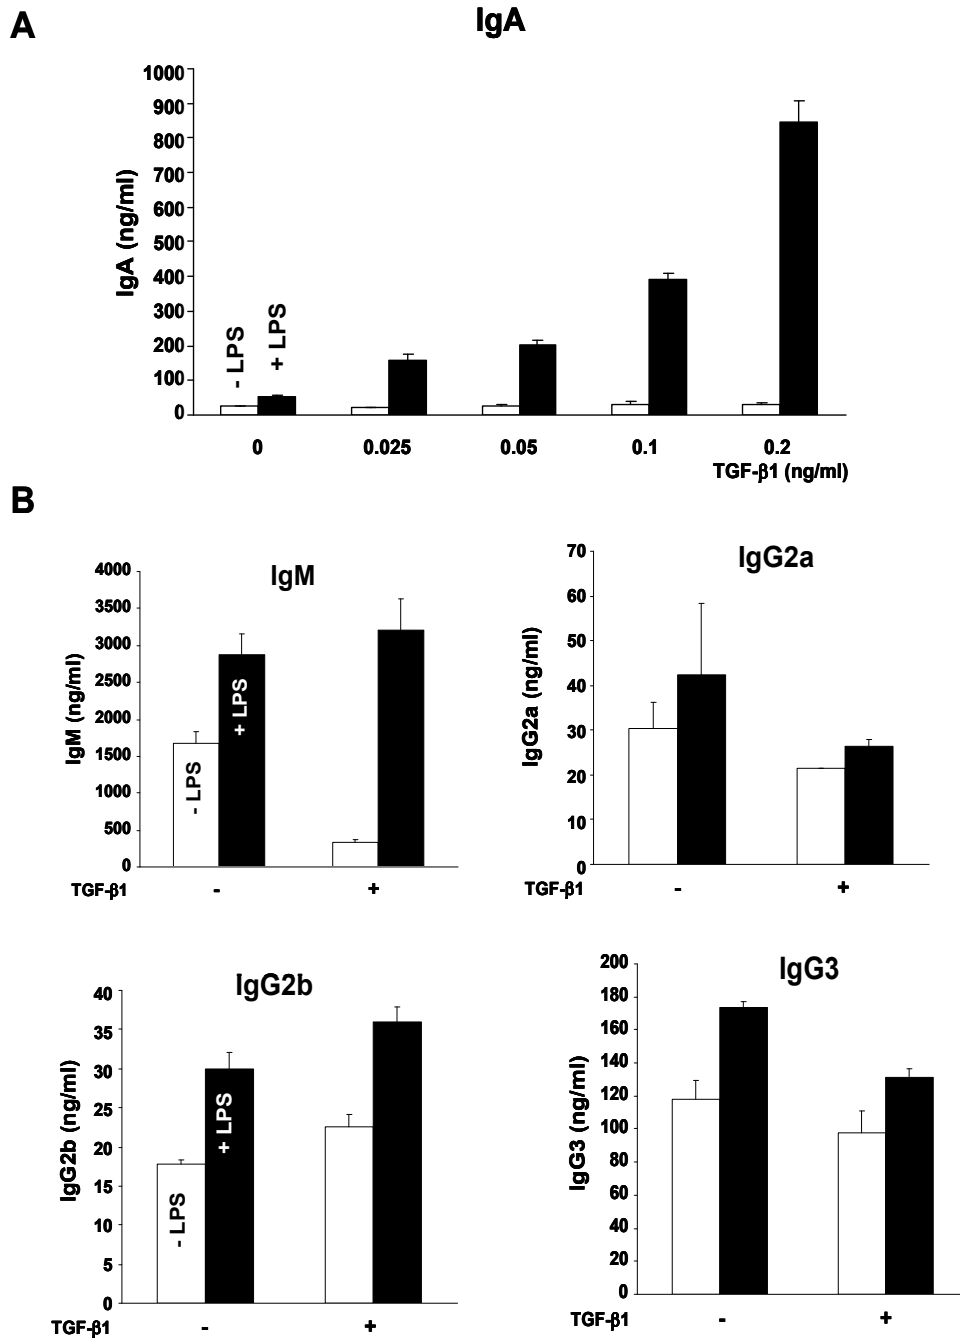 A
IgA
IgA (ng/ml)
1000
900
800
700
600
500
400
300
200
100
0
- LPS
+ LPS
0 0.025 0.05 0.1 0.2
TGF-β1 (ng/ml)
B
IgM
IgM (ng/ml)
4000
3500
3000
2500
2000
1500
1000
500
0
- LPS
+ LPS
TGF-β1 - +
IgG2a
IgG2a (ng/ml)
70
60
50
40
30
20
10
0
TGF-β1 - +
IgG2b
IgG2b (ng/ml)
40
35
30
25
20
15
10
5
0
- LPS
+ LPS
TGF-β1 - +
IgG3
IgG3 (ng/ml)
200
180
160
140
120
100
80
60
40
20
0
TGF-β1 - +